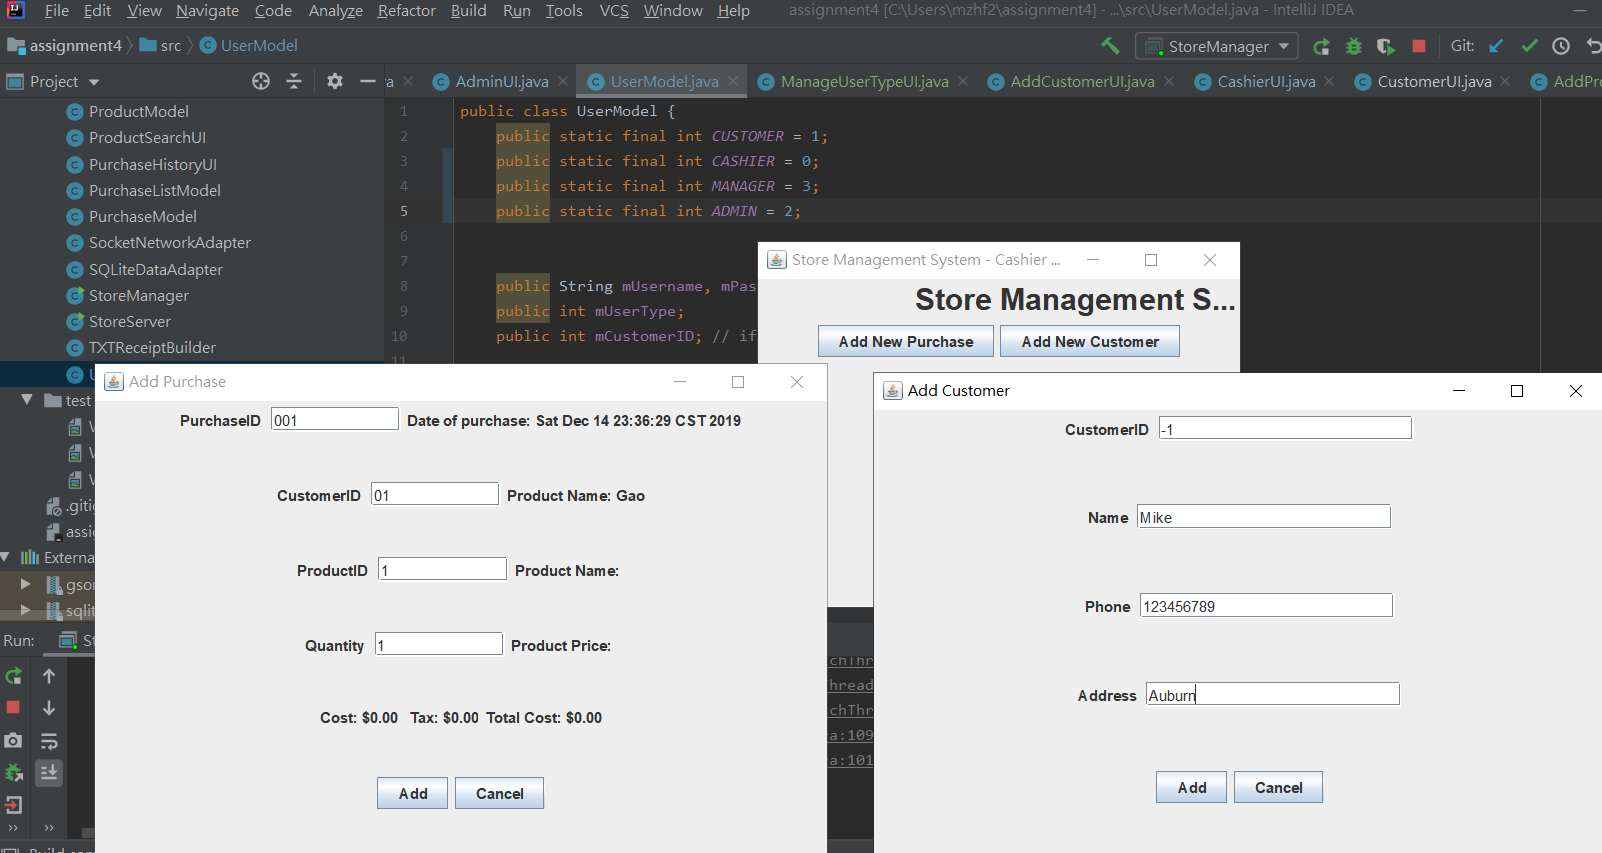 File Edit View Navigate Code Analyze Refactor Build Run Tools VCS Window Help assignment4 [C:\Users\mzhf2\assignment4] - ...\src\UserModel.java - IntelliJ IDEA
assignment4 src UserModel StoreManager Git:
Project AdminUI.java UserModel.java ManageUserTypeUI.java AddCustomerUI.java CashierUI.java CustomerUI.java AddPro
ProductModel
ProductSearchUI
PurchaseHistoryUI
PurchaseListModel
PurchaseModel
SocketNetworkAdapter
SQLiteDataAdapter
StoreManager
StoreServer
TXTReceiptBuilder
test
.gitig
assig
Externa
gson
sqlit
Run: St
1 public class UserModel {
2 public static final int CUSTOMER = 1;
3 public static final int CASHIER = 0;
4 public static final int MANAGER = 3;
5 public static final int ADMIN = 2;
6
7
8 public String mUsername, mPas
9 public int mUserType;
10 public int mCustomerID; // if
11
Store Management System - Cashier ...
Store Management S...
Add New Purchase Add New Customer
Add Purchase
PurchaseID 001 Date of purchase: Sat Dec 14 23:36:29 CST 2019
CustomerID 01 Product Name: Gao
ProductID 1 Product Name:
Quantity 1 Product Price:
Cost: $0.00 Tax: $0.00 Total Cost: $0.00
Add Cancel
chThr
Thread
chThr
a:109
a:101
Add Customer
CustomerID -1
Name Mike
Phone 123456789
Address Auburn
Add Cancel